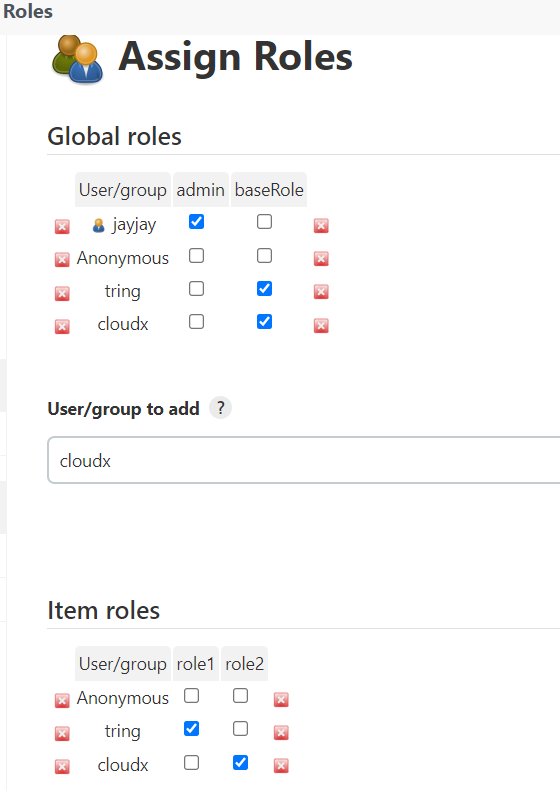 Roles
Assign Roles
Global roles
User/group admin baseRole
jayjay
Anonymous
tring
cloudx
User/group to add ?
cloudx
Item roles
User/group role1 role2
Anonymous
tring
cloudx